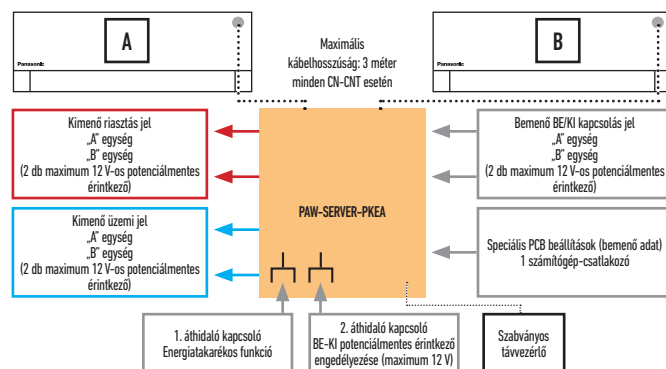 A
Panasonic
Maximális
kábelhosszúság: 3 méter
minden CN-CNT esetén
B
Panasonic
Kimenő riasztás jel
„A” egység
„B” egység
(2 db maximum 12 V-os potenciálmentes
érintkező)
Kimenő üzemi jel
„A” egység
„B” egység
(2 db maximum 12 V-os potenciálmentes
érintkező)
PAW-SERVER-PKEA
Bemenő BE/KI kapcsolás jel
„A” egység
„B” egység
(2 db maximum 12 V-os potenciálmentes
érintkező)
Speciális PCB beállítások (bemenő adat)
1 számítógép-csatlakozó
1. áthidaló kapcsoló
Energiatakarékos funkció
2. áthidaló kapcsoló
BE-KI potenciálmentes érintkező
engedélyezése (maximum 12 V)
Szabványos
távvezérlő